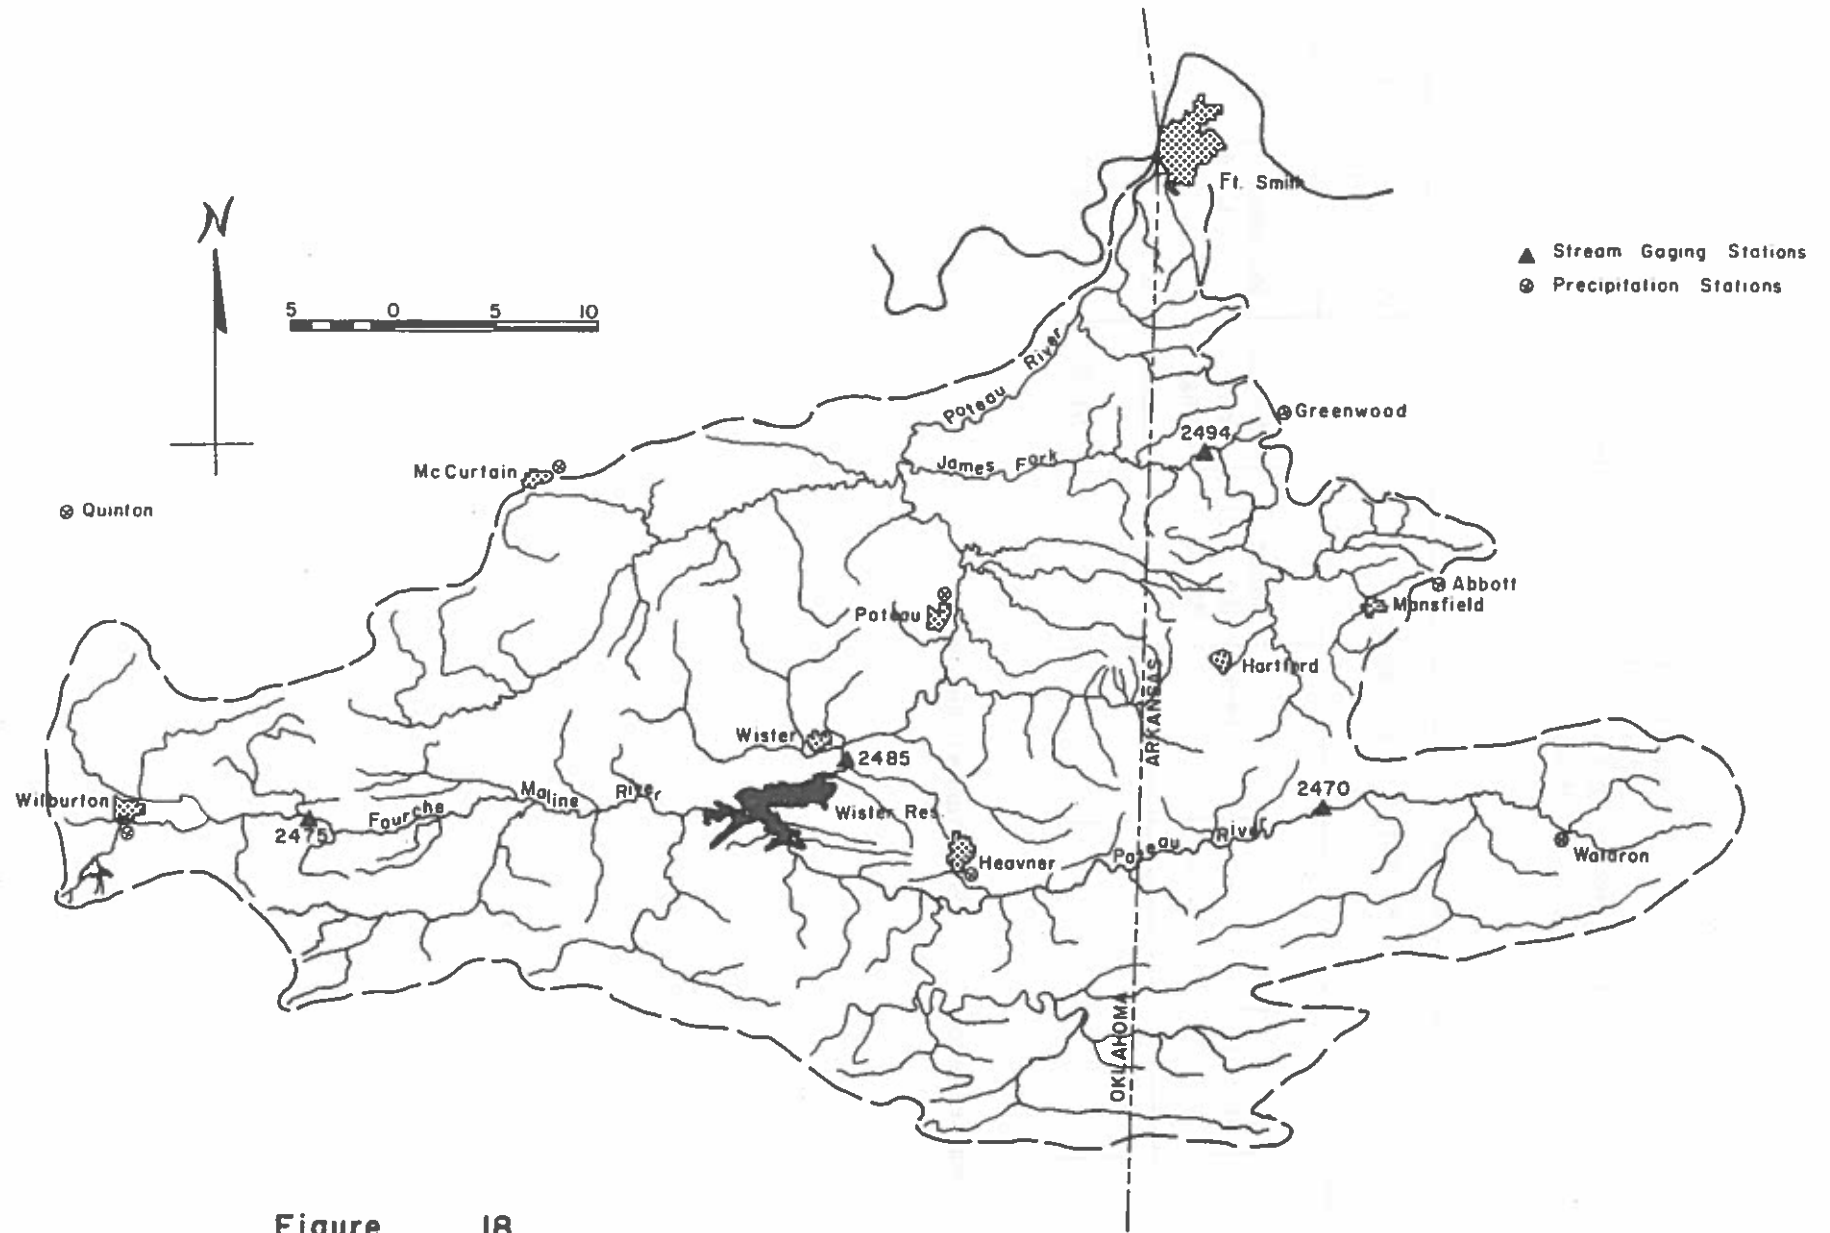 Ft. Smith
N
Stream Gaging Stations
Precipitation Stations
5 0 5 10
Poteau River
Greenwood
2494
James Fork
McCurtain
Quinton
Abbott
Mansfield
Poteau
Hartford
ARKANSAS
Wister
2485
2470
Wilburton
Fourche Maline River
Wister Res.
2475
Poteau River
Heavner
Waldron
OKLAHOMA
Figure 18